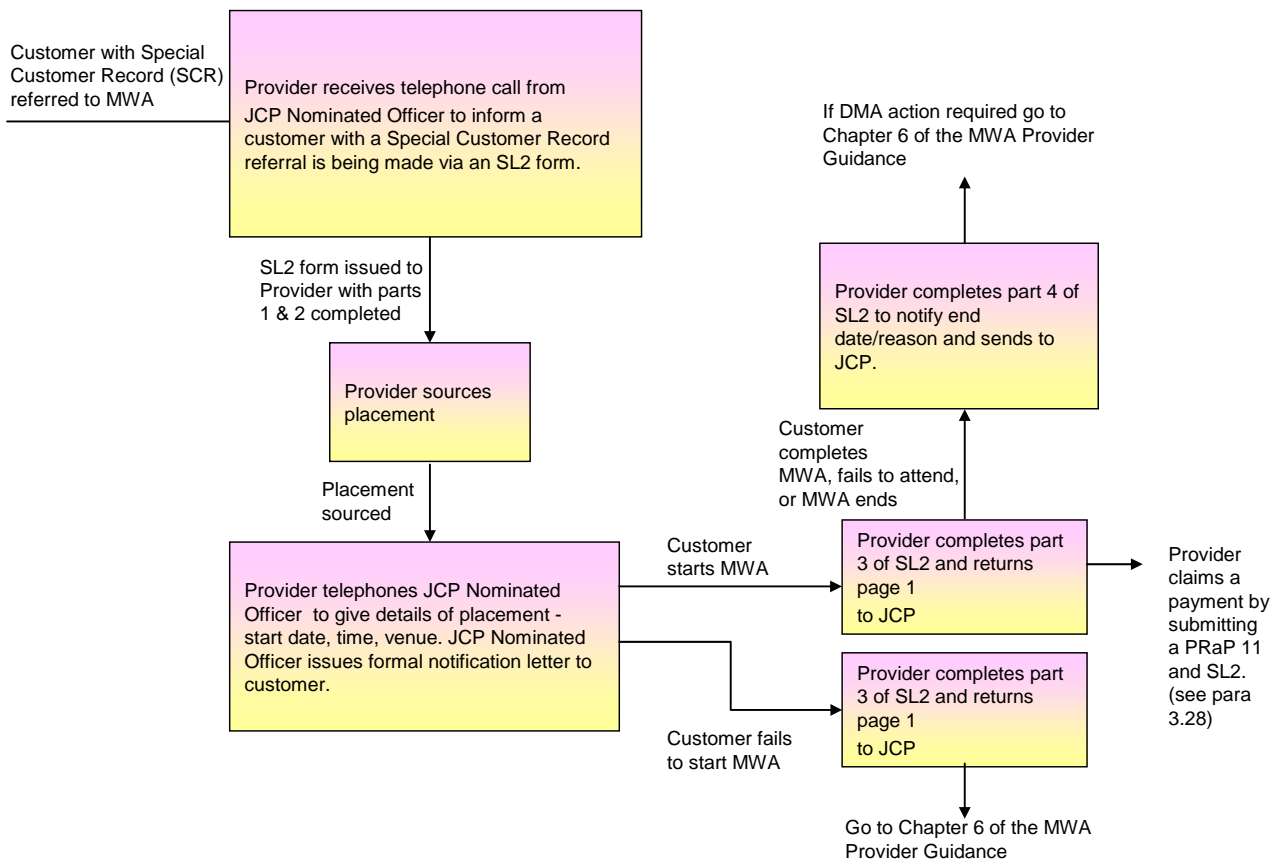 Customer with Special
Customer Record (SCR)
referred to MWA
Provider receives telephone call from
JCP Nominated Officer to inform a
customer with a Special Customer Record
referral is being made via an SL2 form.
SL2 form issued to
Provider with parts
1 & 2 completed
Provider sources
placement
Placement
sourced
Provider telephones JCP Nominated
Officer to give details of placement -
start date, time, venue. JCP Nominated
Officer issues formal notification letter to
customer.
Customer
starts MWA
Provider completes part
3 of SL2 and returns
page 1
to JCP
Provider
claims a
payment by
submitting
a PRaP 11
and SL2.
(see para
3.28)
Customer
completes
MWA, fails to attend,
or MWA ends
Provider completes part 4 of
SL2 to notify end
date/reason and sends to
JCP.
If DMA action required go to
Chapter 6 of the MWA Provider
Guidance
Customer fails
to start MWA
Provider completes part
3 of SL2 and returns
page 1
to JCP
Go to Chapter 6 of the MWA
Provider Guidance